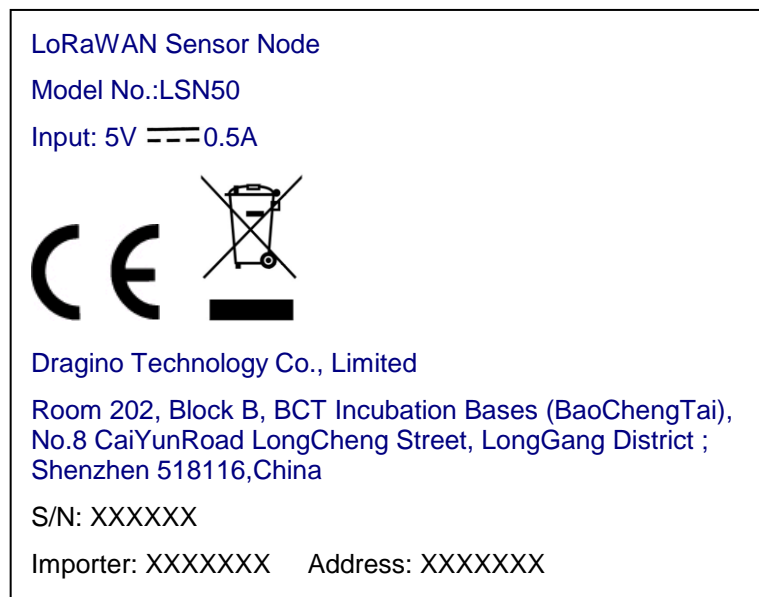 LoRaWAN Sensor Node
Model No.:LSN50
Input: 5V ⎓ 0.5A
CE
Dragino Technology Co., Limited
Room 202, Block B, BCT Incubation Bases (BaoChengTai),
No.8 CaiYunRoad LongCheng Street, LongGang District ;
Shenzhen 518116,China
S/N: XXXXXX
Importer: XXXXXXX Address: XXXXXXX